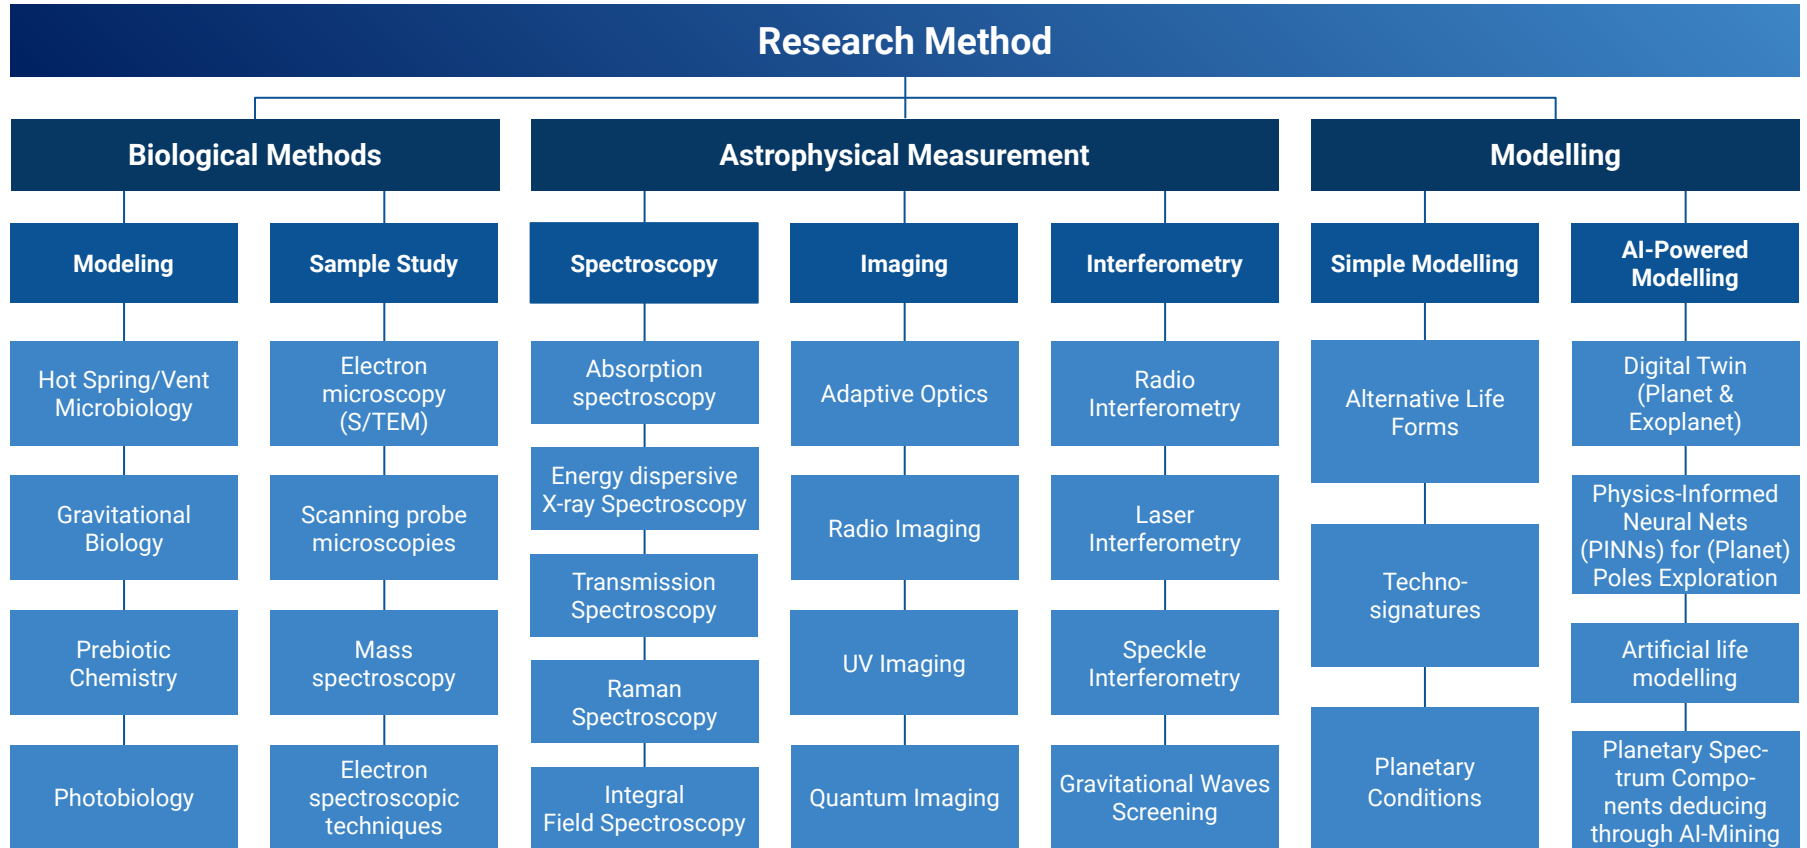 Research Method
Biological Methods
Astrophysical Measurement
Modelling
Modeling
Sample Study
Spectroscopy
Imaging
Interferometry
Simple Modelling
AI-Powered
Modelling
Hot Spring/Vent
Microbiology
Gravitational
Biology
Prebiotic
Chemistry
Photobiology
Electron
microscopy
(S/TEM)
Scanning probe
microscopies
Mass
spectroscopy
Electron
spectroscopic
techniques
Absorption
spectroscopy
Energy dispersive
X-ray Spectroscopy
Transmission
Spectroscopy
Raman
Spectroscopy
Integral
Field Spectroscopy
Adaptive Optics
Radio Imaging
UV Imaging
Quantum Imaging
Radio
Interferometry
Laser
Interferometry
Speckle
Interferometry
Gravitational Waves
Screening
Alternative Life
Forms
Techno-
signatures
Planetary
Conditions
Digital Twin
(Planet &
Exoplanet)
Physics-Informed
Neural Nets
(PINNs) for (Planet)
Poles Exploration
Artificial life
modelling
Planetary Spec-
trum Compo-
nents deducing
through AI-Mining